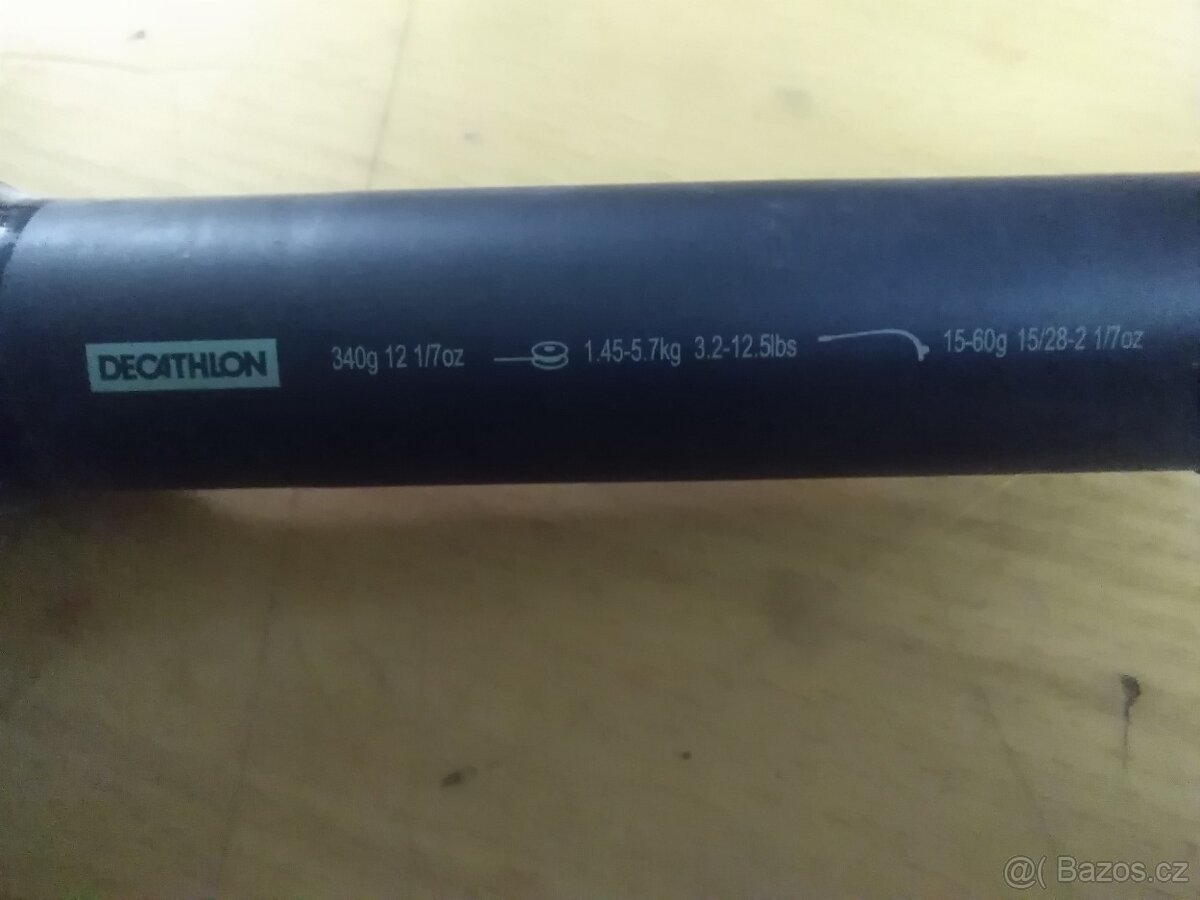 DECATHLON 340g 12 1/7oz 1.45-5.7kg 3.2-12.5lbs 15-60g 15/28-2 1/7oz
@( Bazos.cz